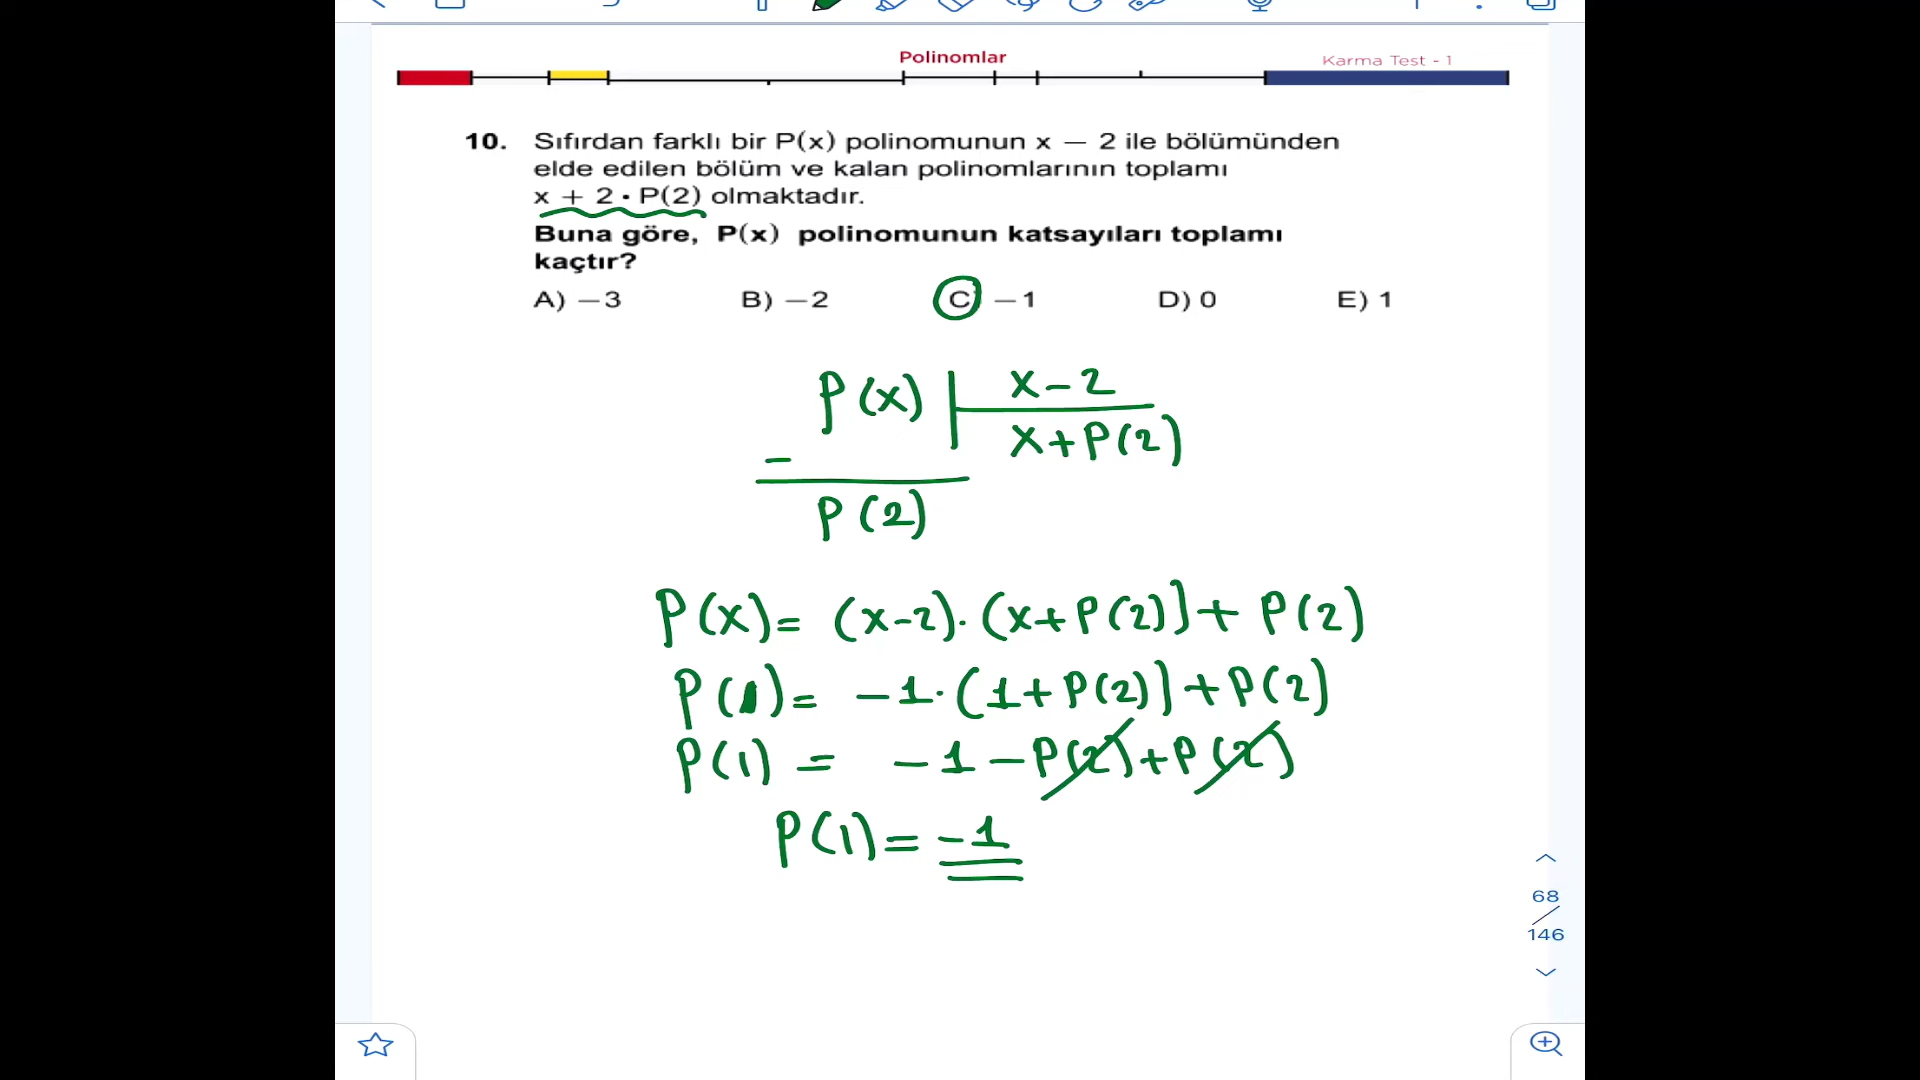 Polinomlar
Karma Test - 1
10. Sıfırdan farklı bir P(x) polinomunun x − 2 ile bölümünden
elde edilen bölüm ve kalan polinomlarının toplamı
x + 2 · P(2) olmaktadır.
Buna göre, P(x) polinomunun katsayıları toplamı
kaçtır?
A) −3 B) −2 C −1 D) 0 E) 1
P(x) x-2
x+P(2)
-
P(2)
P(x)= (x-2)·(x+P(2))+P(2)
P(1)= -1·(1+P(2))+P(2)
P(1) = -1-P(2)+P(2)
P(1)= -1
68
146